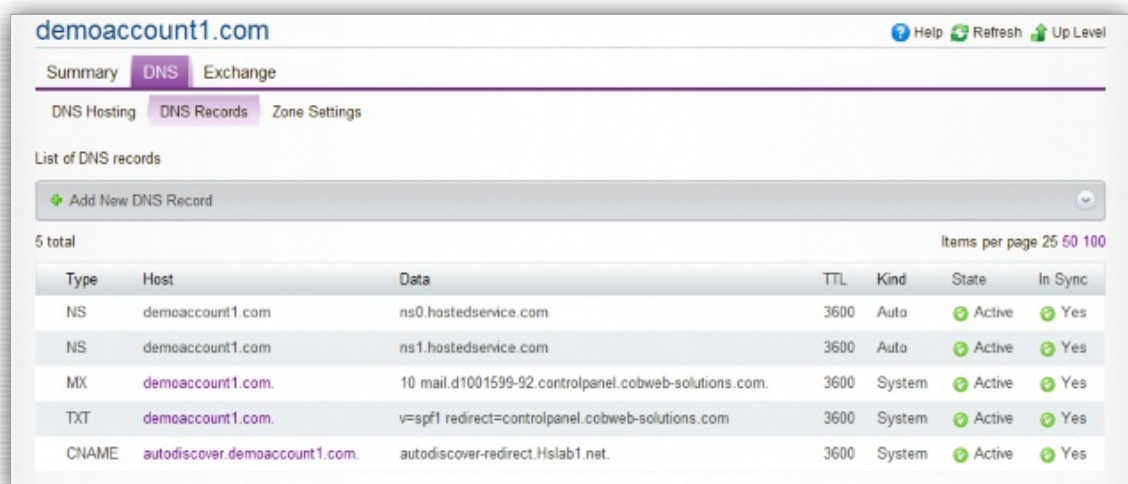 demoaccount1.com
Help Refresh Up Level
Summary DNS Exchange
DNS Hosting DNS Records Zone Settings
List of DNS records
Add New DNS Record
5 total Items per page 25 50 100
Type Host Data TTL Kind State In Sync
NS demoaccount1.com ns0.hostedservice.com 3600 Auto Active Yes
NS demoaccount1.com ns1.hostedservice.com 3600 Auto Active Yes
MX demoaccount1.com. 10 mail.d1001599-92.controlpanel.cobweb-solutions.com. 3600 System Active Yes
TXT demoaccount1.com. v=spf1 redirect=controlpanel.cobweb-solutions.com 3600 System Active Yes
CNAME autodiscover.demoaccount1.com. autodiscover-redirect.Hslab1.net. 3600 System Active Yes